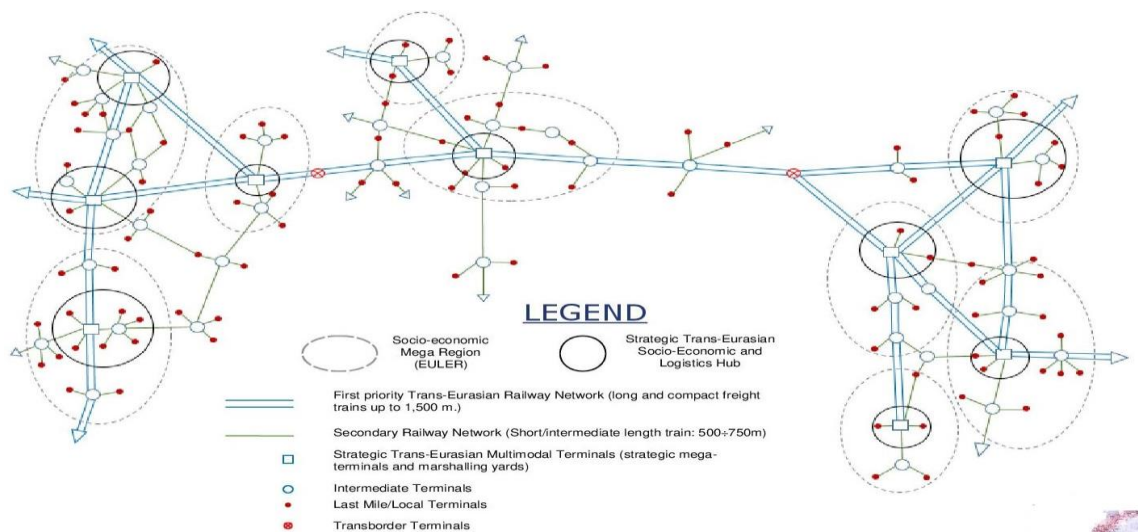 LEGEND
Socio-economic
Mega Region
(EULER)
Strategic Trans-Eurasian
Socio-Economic and
Logistics Hub
First priority Trans-Eurasian Railway Network (long and compact freight
trains up to 1,500 m.)
Secondary Railway Network (Short/intermediate length train: 500÷750m)
Strategic Trans-Eurasian Multimodal Terminals (strategic mega-
terminals and marshalling yards)
Intermediate Terminals
Last Mile/Local Terminals
Transborder Terminals